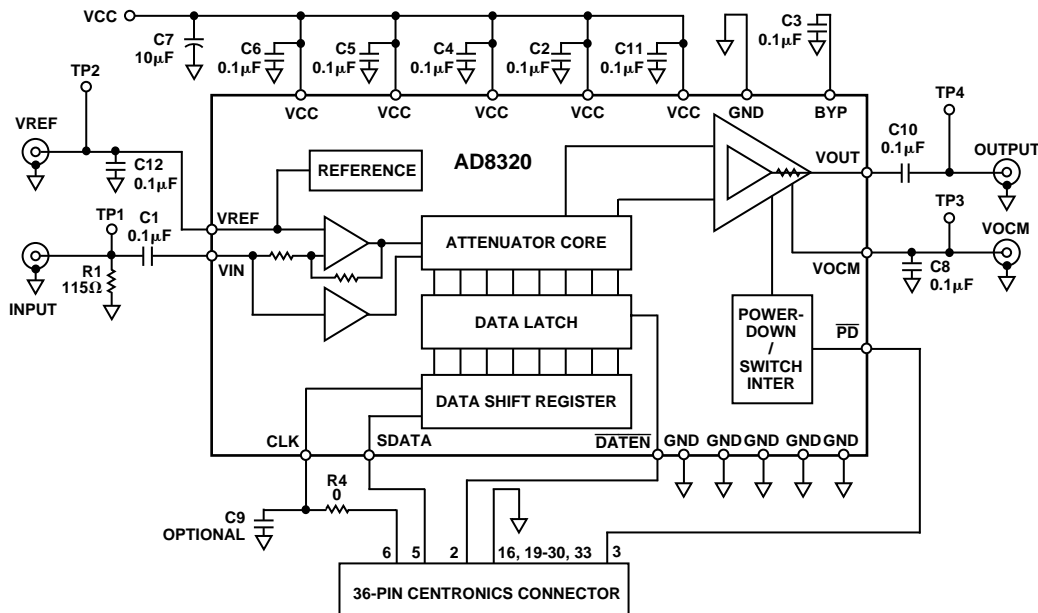 VCC
C7
10µF
C6
0.1µF
C5
0.1µF
C4
0.1µF
C2
0.1µF
C11
0.1µF
C3
0.1µF
TP2
VCC
VCC
VCC
VCC
VCC
GND
BYP
TP4
VREF
C12
0.1µF
AD8320
REFERENCE
VOUT
C10
0.1µF
OUTPUT
TP1
C1
0.1µF
VREF
VIN
ATTENUATOR CORE
TP3
VOCM
VOCM
C8
0.1µF
R1
115Ω
INPUT
DATA LATCH
POWER-
DOWN
/
SWITCH
INTER
PD
DATA SHIFT REGISTER
CLK
SDATA
DATEN
GND
GND
GND
GND
GND
R4
0
C9
OPTIONAL
6
5
2
16, 19-30, 33
3
36-PIN CENTRONICS CONNECTOR